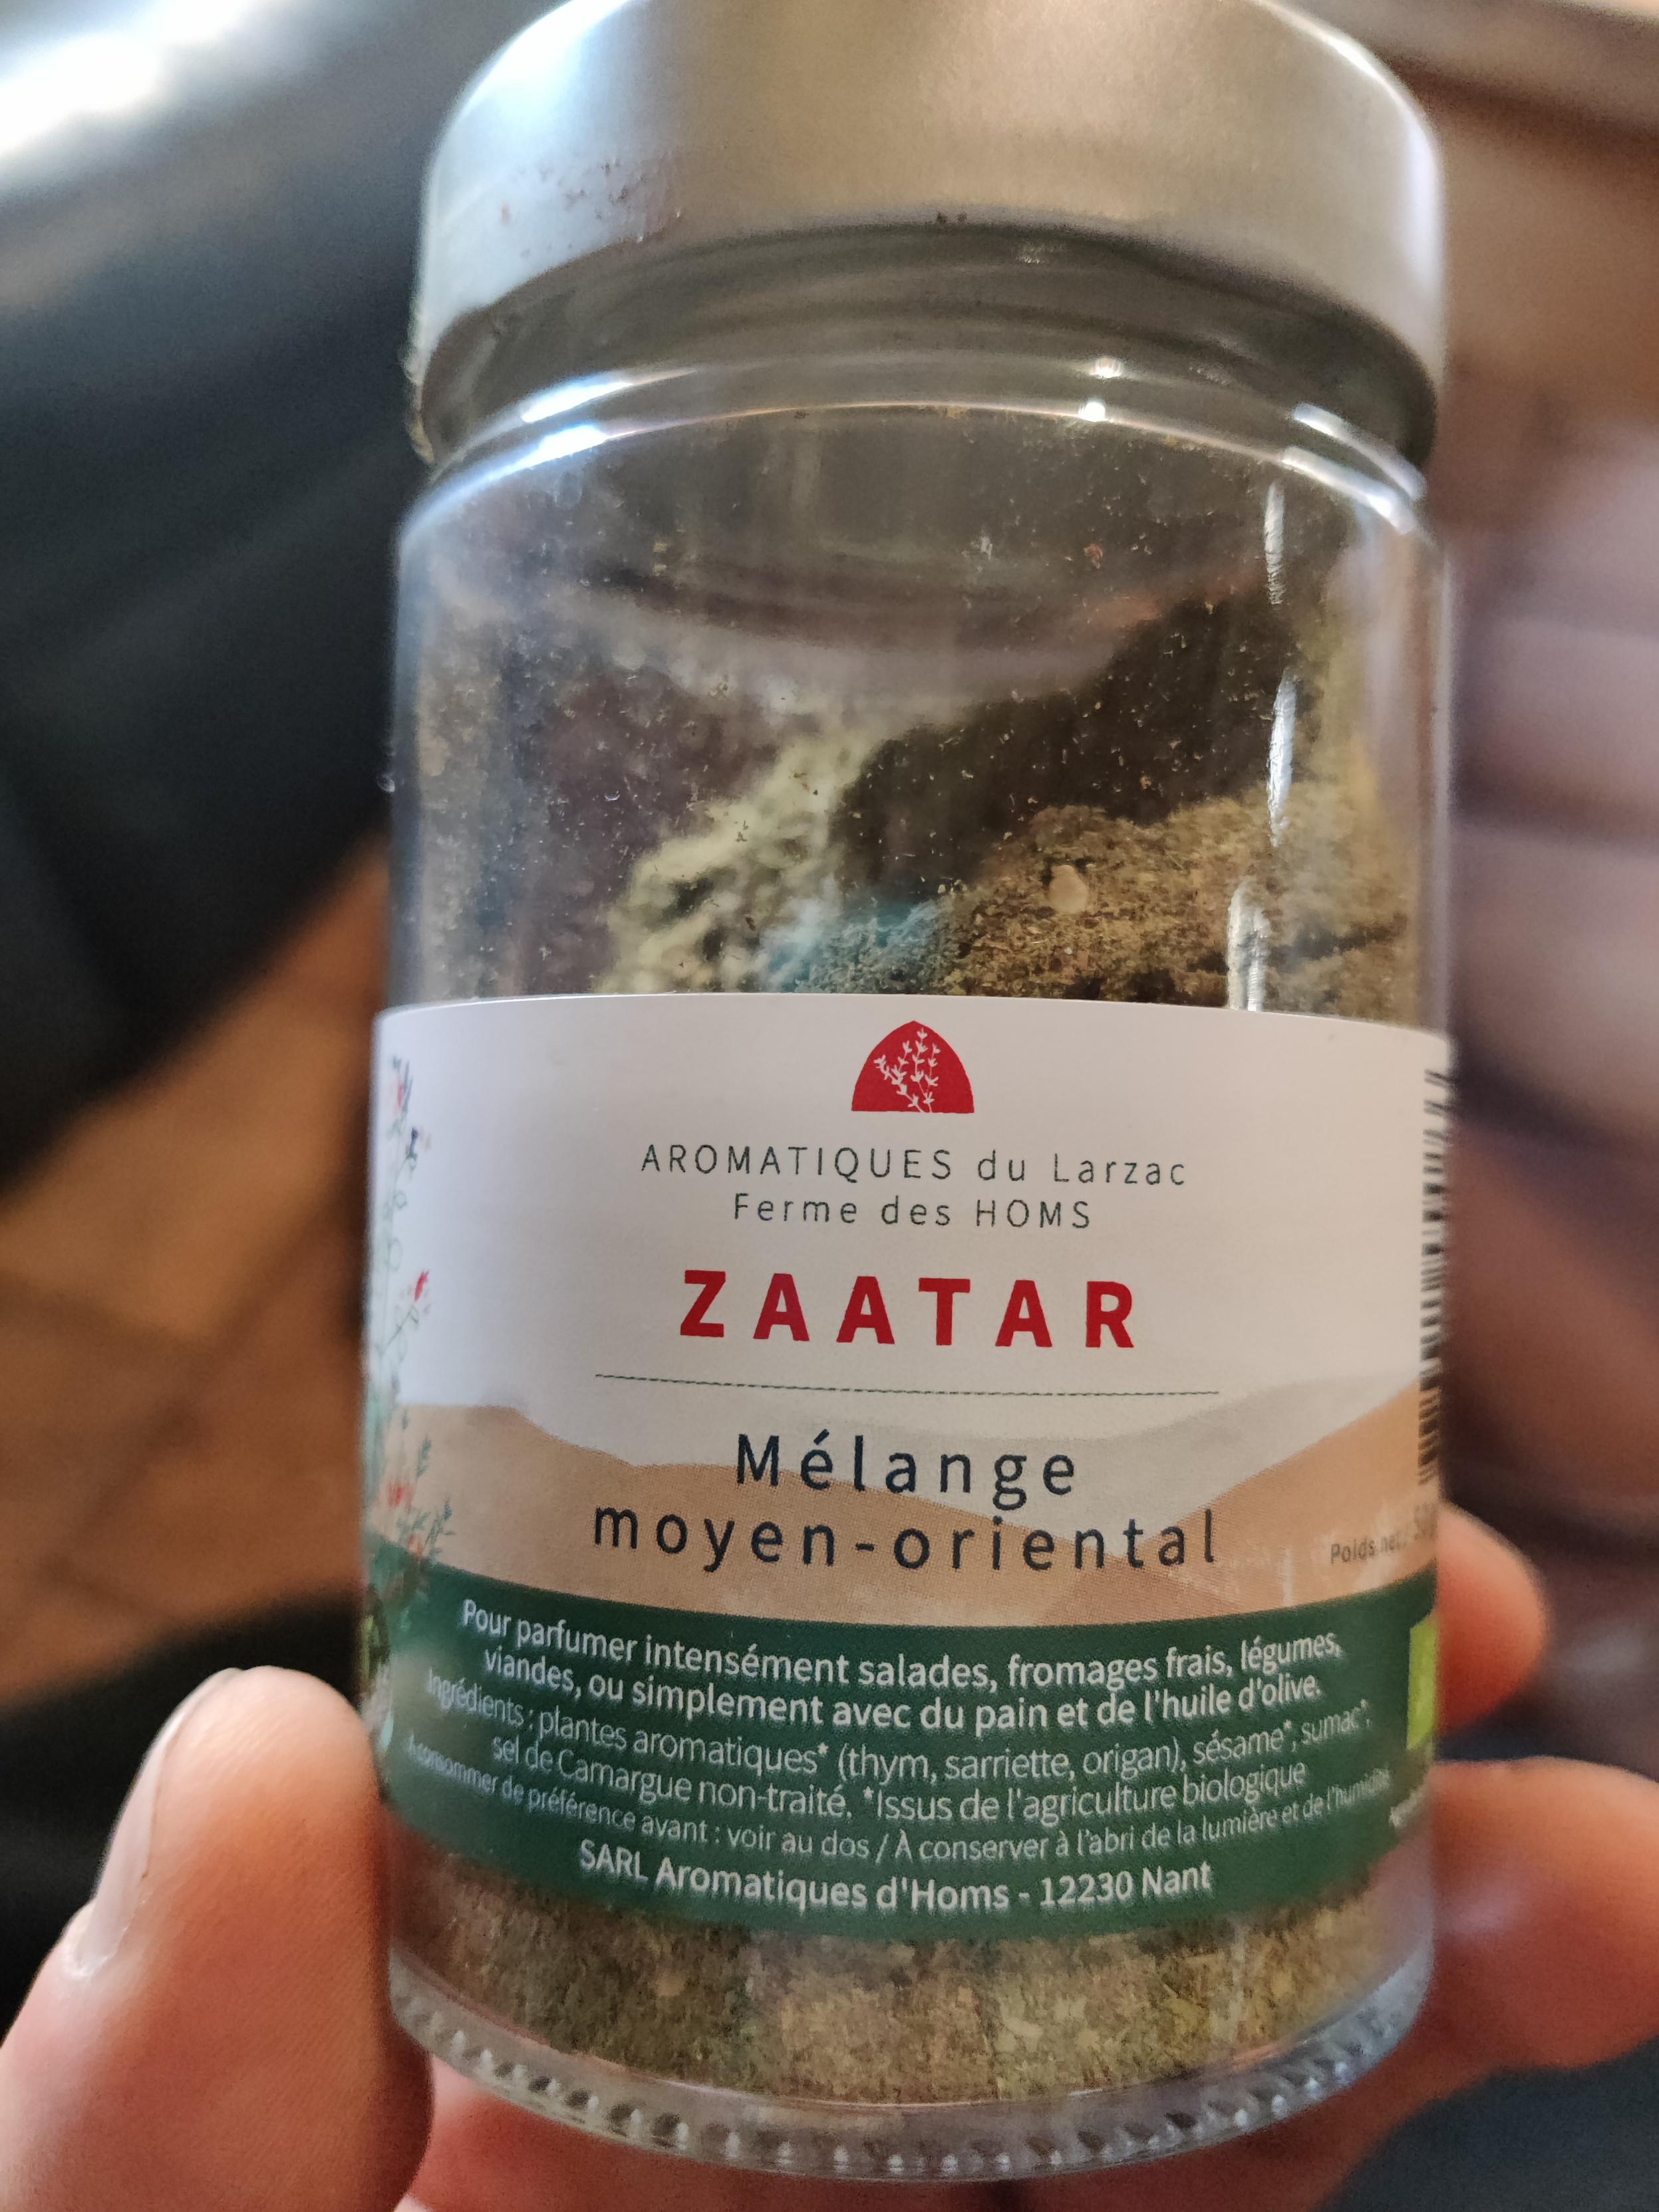 AROMATIQUES du Larzac
Ferme des HOMS
ZAATAR
Mélange
moyen-oriental
Poids net
Pour parfumer intensément salades, fromages frais, légumes,
viandes, ou simplement avec du pain et de l'huile d'olive.
Ingrédients : plantes aromatiques* (thym, sarriette, origan), sésame*, sumac*,
sel de Camargue non-traité. *Issus de l'agriculture biologique
À consommer de préférence avant : voir au dos / À conserver à l'abri de la lumière et de l'humidité
SARL Aromatiques d'Homs - 12230 Nant